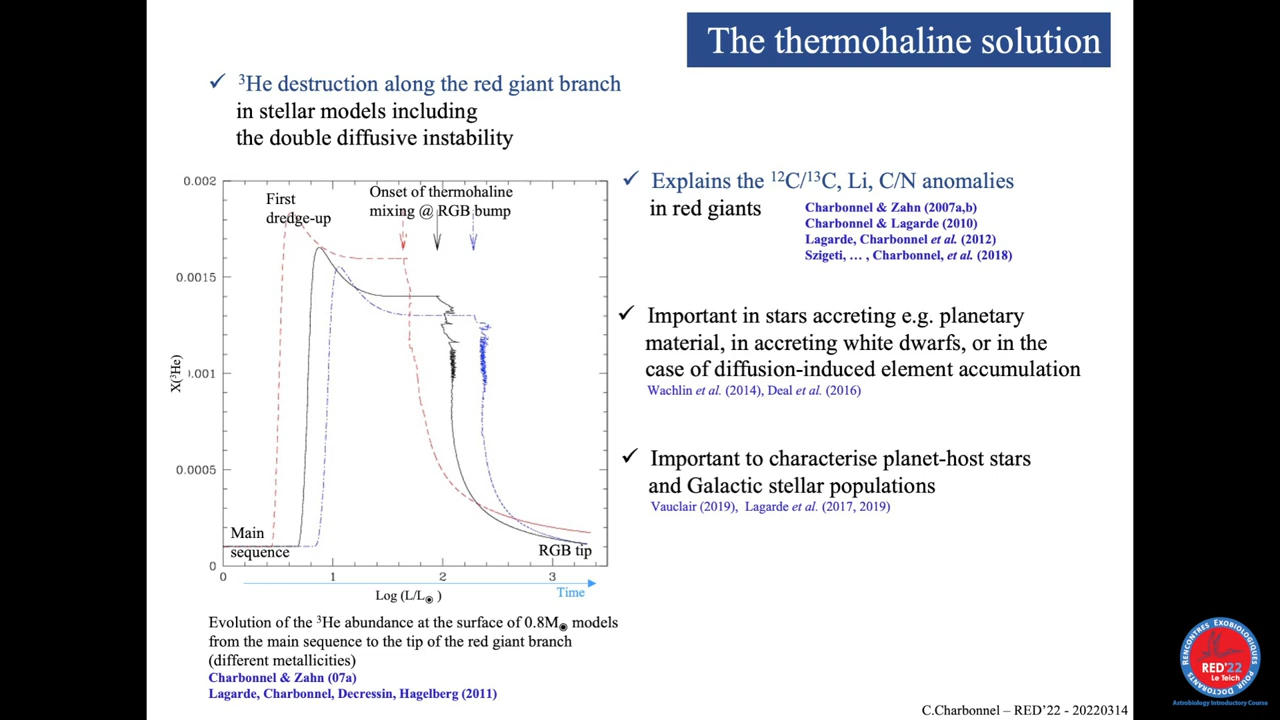 The thermohaline solution
✓ ³He destruction along the red giant branch
in stellar models including
the double diffusive instability
0.002
0.0015
0.001
0.0005
0
X(³He)
First
dredge-up
Onset of thermohaline
mixing @ RGB bump
Main
sequence
RGB tip
0 1 2 3
Log (L/L☉ )
Time
Evolution of the ³He abundance at the surface of 0.8M☉ models
from the main sequence to the tip of the red giant branch
(different metallicities)
Charbonnel & Zahn (07a)
Lagarde, Charbonnel, Decressin, Hagelberg (2011)
✓ Explains the ¹²C/¹³C, Li, C/N anomalies
in red giants
Charbonnel & Zahn (2007a,b)
Charbonnel & Lagarde (2010)
Lagarde, Charbonnel et al. (2012)
Szigeti, … , Charbonnel, et al. (2018)
✓ Important in stars accreting e.g. planetary
material, in accreting white dwarfs, or in the
case of diffusion-induced element accumulation
Wachlin et al. (2014), Deal et al. (2016)
✓ Important to characterise planet-host stars
and Galactic stellar populations
Vauclair (2019), Lagarde et al. (2017, 2019)
C.Charbonnel – RED'22 - 20220314
RENCONTRES EXOBIOLOGIQUES
POUR DOCTORANTS
RED'22
Le Teich
Astrobiology Introductory Course